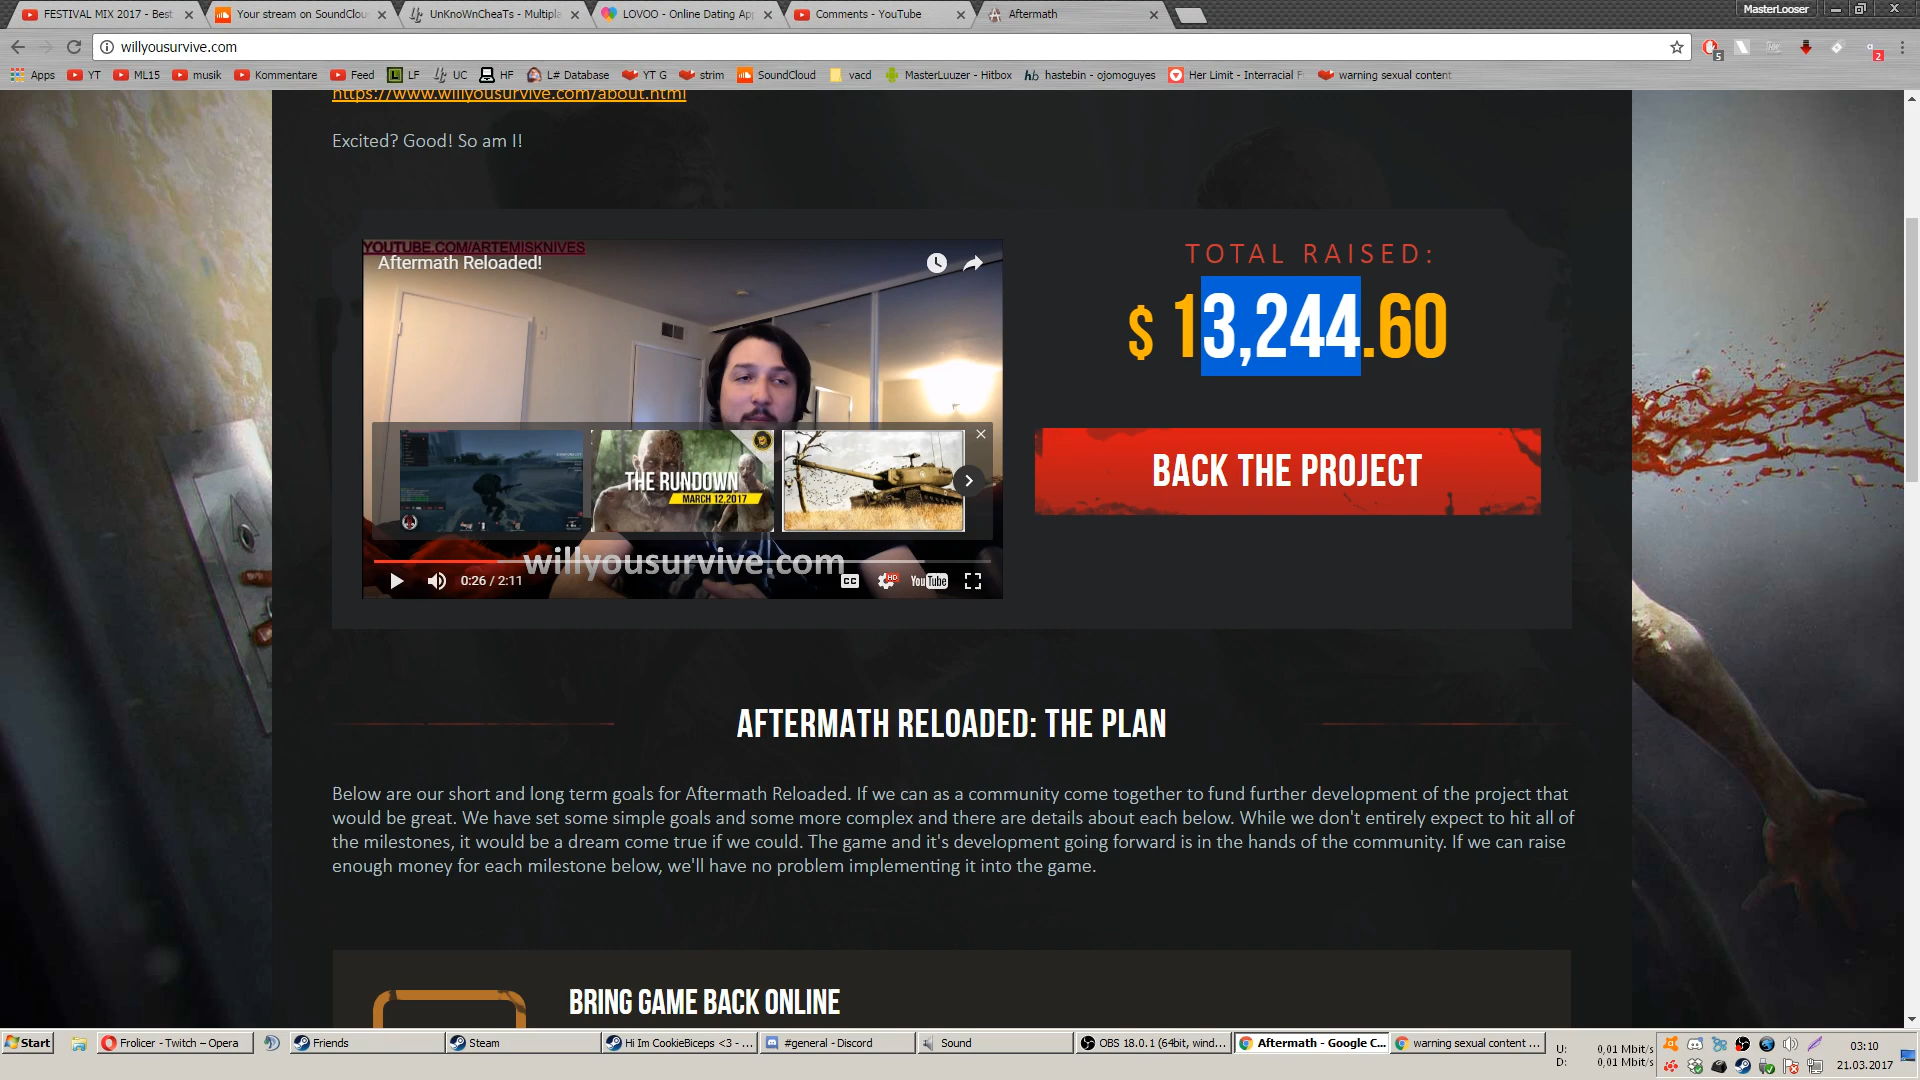 FESTIVAL MIX 2017 - Best
Your stream on SoundClou
UnKnoWnCheaTs - Multipla
LOVOO - Online Dating App
Comments - YouTube
Aftermath
MasterLooser
willyousurvive.com
5
2
Apps
YT
ML15
musik
Kommentare
Feed
LF
UC
HF
L# Database
YT G
strim
SoundCloud
vacd
MasterLuuzer - Hitbox
hastebin - ojomoguyes
Her Limit - Interracial F
warning sexual content
https://www.willyousurvive.com/about.html
Excited? Good! So am I!
YOUTUBE.COM/ARTEMISKNIVES
Aftermath Reloaded!
THE RUNDOWN
MARCH 12,2017
willyousurvive.com
0:26 / 2:11
CC
HD
YouTube
TOTAL RAISED:
$ 13,244.60
BACK THE PROJECT
AFTERMATH RELOADED: THE PLAN
Below are our short and long term goals for Aftermath Reloaded. If we can as a community come together to fund further development of the project that
would be great. We have set some simple goals and some more complex and there are details about each below. While we don't entirely expect to hit all of
the milestones, it would be a dream come true if we could. The game and it's development going forward is in the hands of the community. If we can raise
enough money for each milestone below, we'll have no problem implementing it into the game.
BRING GAME BACK ONLINE
Start
Frolicer - Twitch – Opera
Friends
Steam
Hi Im CookieBiceps <3 - ...
#general - Discord
Sound
OBS 18.0.1 (64bit, wind...
Aftermath - Google C...
warning sexual content ...
U: 0,01 Mbit/s
D: 0,01 Mbit/s
03:10
21.03.2017